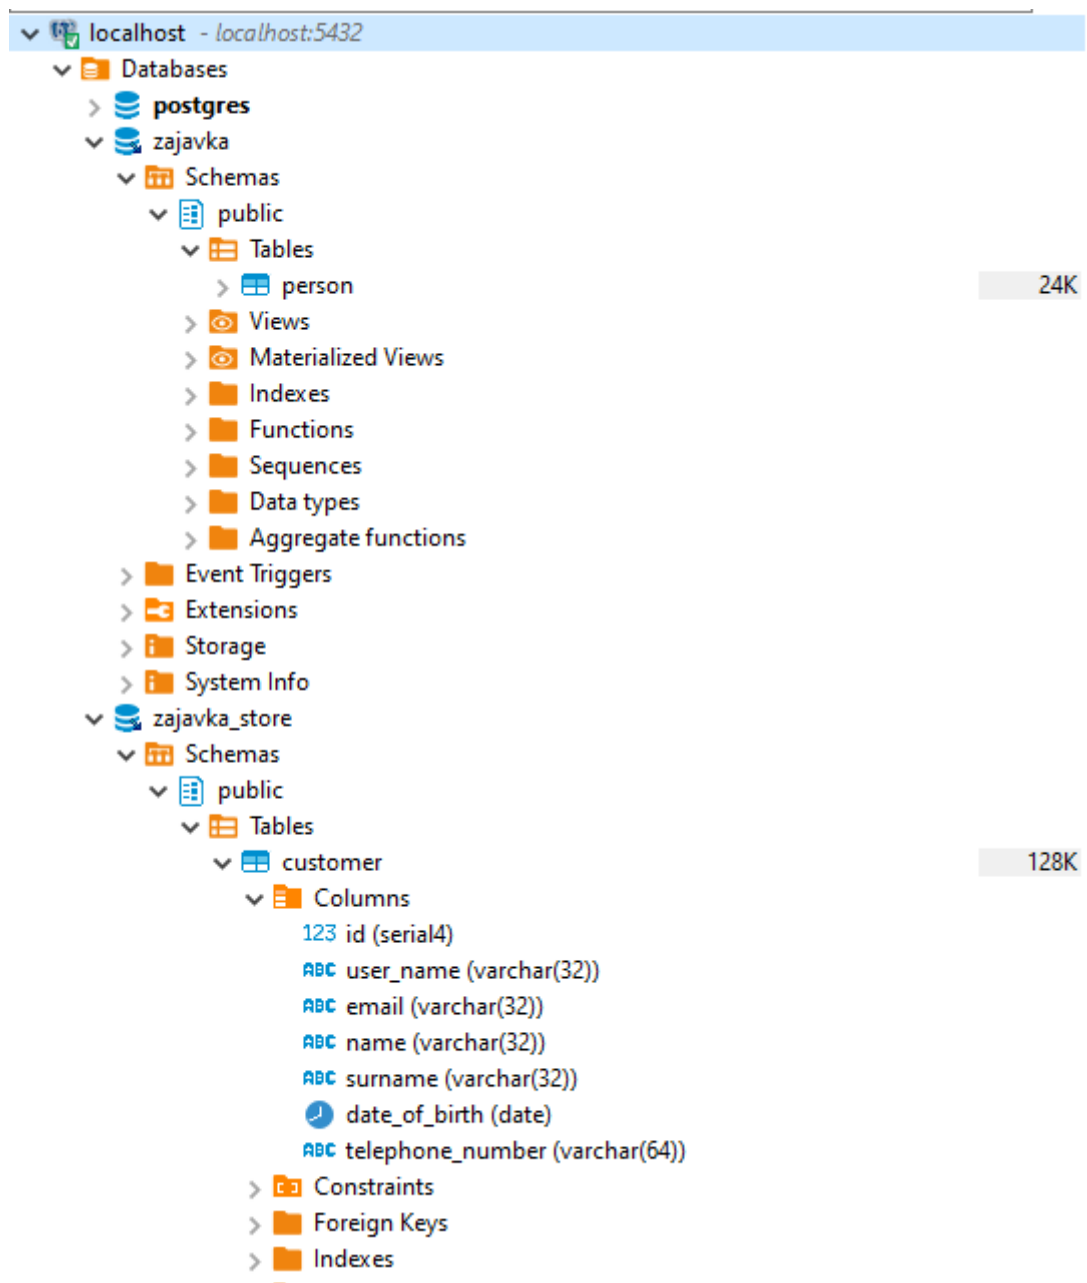 localhost - localhost:5432
Databases
postgres
zajavka
Schemas
public
Tables
person 24K
Views
Materialized Views
Indexes
Functions
Sequences
Data types
Aggregate functions
Event Triggers
Extensions
Storage
System Info
zajavka_store
Schemas
public
Tables
customer 128K
Columns
123 id (serial4)
ABC user_name (varchar(32))
ABC email (varchar(32))
ABC name (varchar(32))
ABC surname (varchar(32))
date_of_birth (date)
ABC telephone_number (varchar(64))
Constraints
Foreign Keys
Indexes